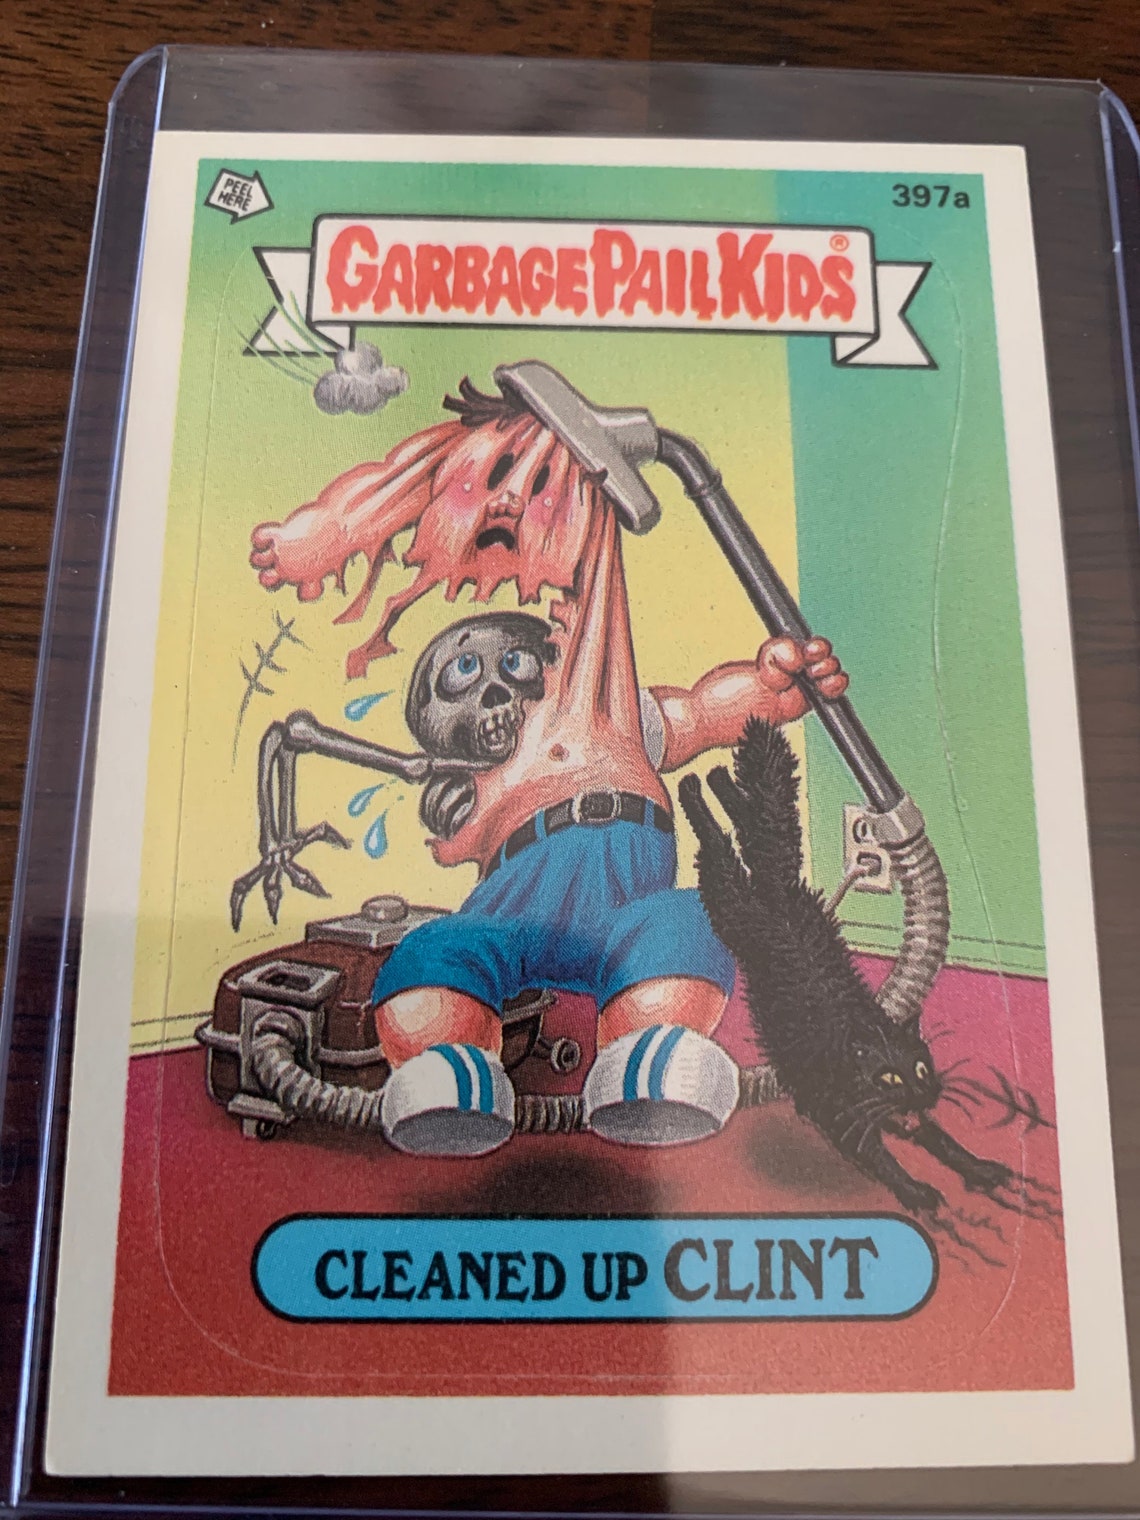 PEEL
HERE
397a
GARBAGE PAIL KIDS®
CLEANED UP CLINT